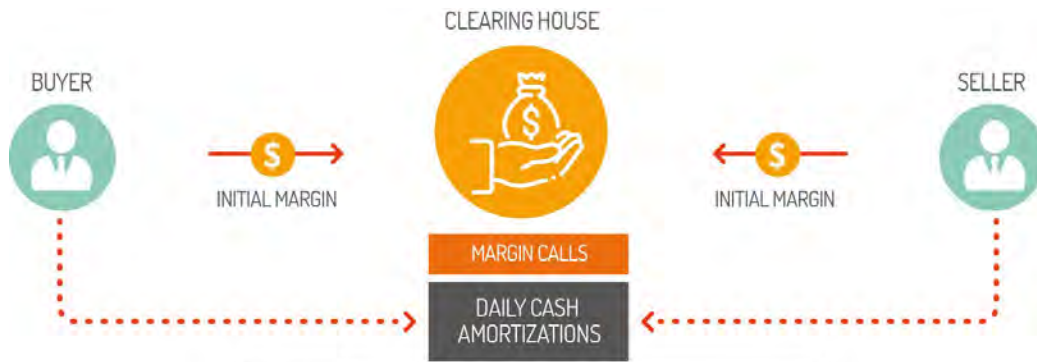 CLEARING HOUSE
BUYER
SELLER
$
$
$
INITIAL MARGIN
INITIAL MARGIN
MARGIN CALLS
DAILY CASH
AMORTIZATIONS